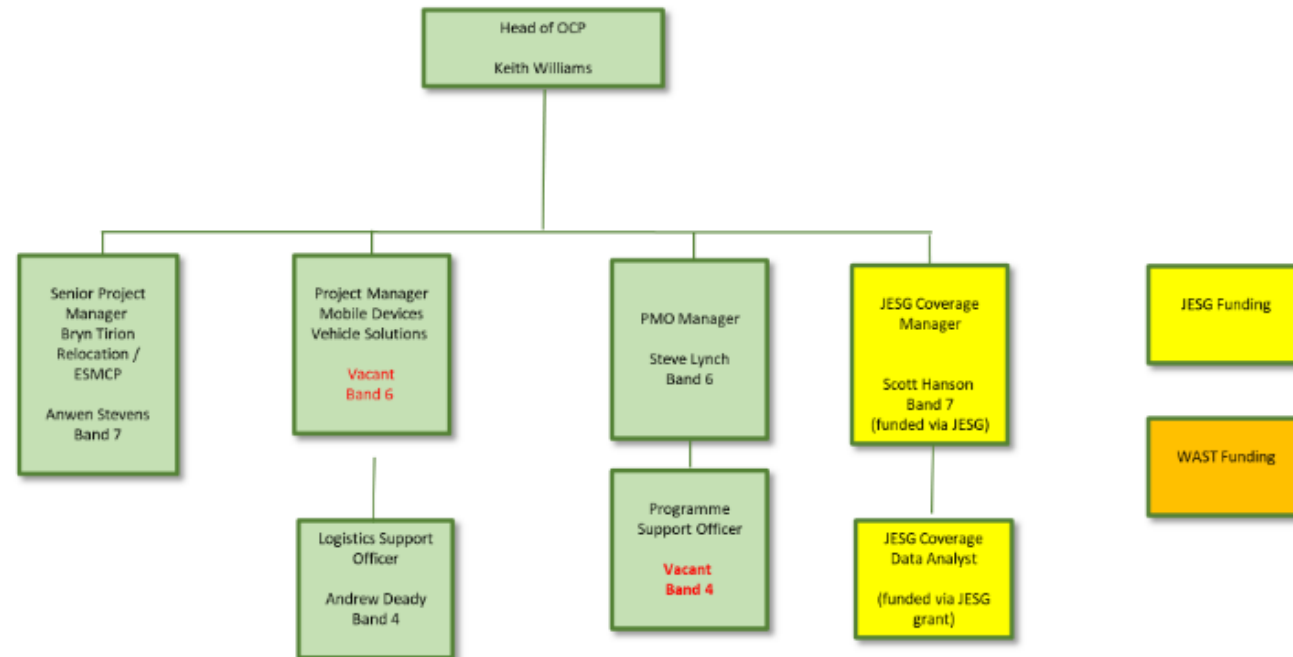 Head of OCP
Keith Williams
Senior Project
Manager
Bryn Tirion
Relocation /
ESMCP
Anwen Stevens
Band 7
Project Manager
Mobile Devices
Vehicle Solutions
Vacant
Band 6
PMO Manager
Steve Lynch
Band 6
JESG Coverage
Manager
Scott Hanson
Band 7
(funded via JESG)
JESG Funding
WAST Funding
Logistics Support
Officer
Andrew Deady
Band 4
Programme
Support Officer
Vacant
Band 4
JESG Coverage
Data Analyst
(funded via JESG
grant)